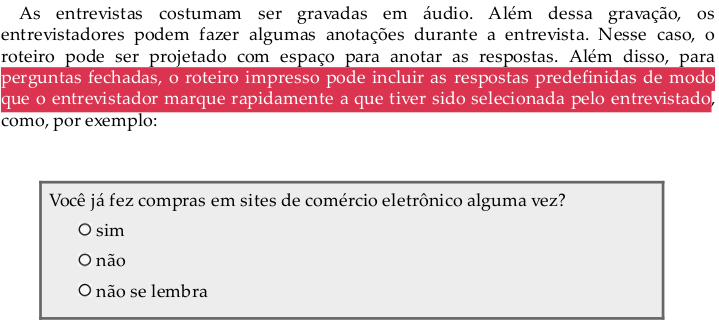 As entrevistas costumam ser gravadas em áudio. Além dessa gravação, os
entrevistadores podem fazer algumas anotações durante a entrevista. Nesse caso, o
roteiro pode ser projetado com espaço para anotar as respostas. Além disso, para
perguntas fechadas, o roteiro impresso pode incluir as respostas predefinidas de modo
que o entrevistador marque rapidamente a que tiver sido selecionada pelo entrevistado,
como, por exemplo:
Você já fez compras em sites de comércio eletrônico alguma vez?
sim
não
não se lembra